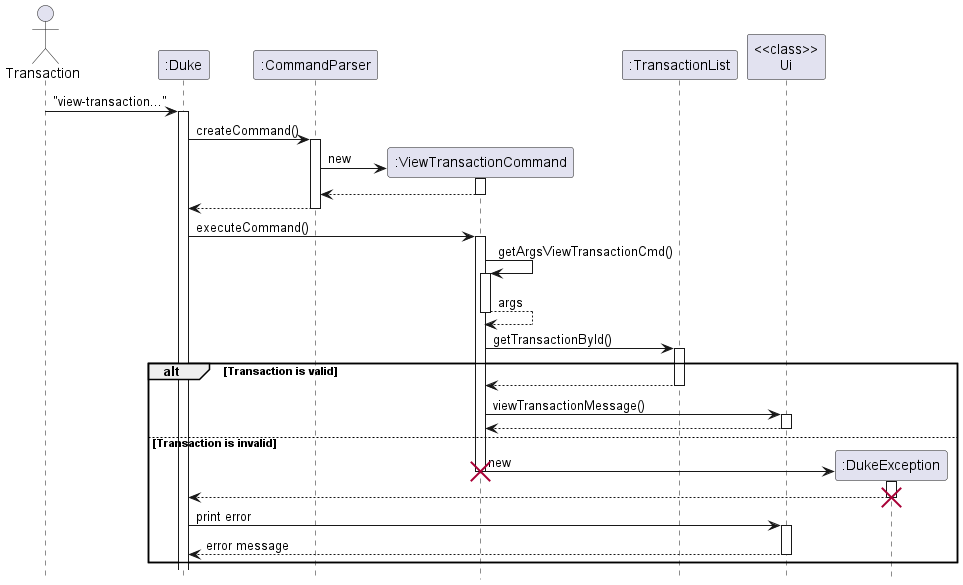 Transaction
:Duke
:CommandParser
:TransactionList
<<class>>
Ui
"view-transaction..."
createCommand()
new
:ViewTransactionCommand
executeCommand()
getArgsViewTransactionCmd()
args
getTransactionById()
alt
[Transaction is valid]
viewTransactionMessage()
[Transaction is invalid]
new
:DukeException
print error
error message